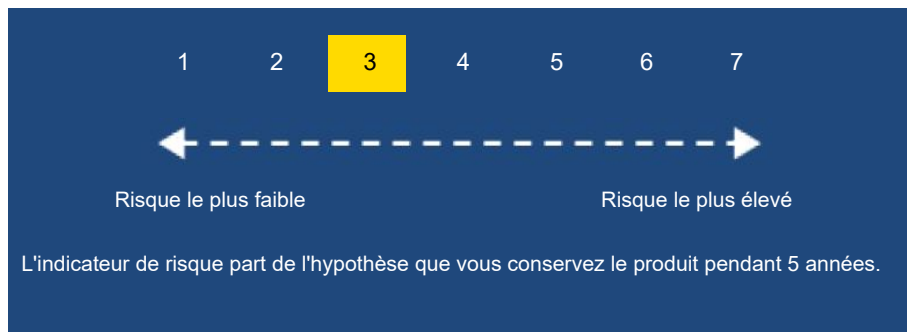 1 2 3 4 5 6 7
Risque le plus faible Risque le plus élevé
L'indicateur de risque part de l'hypothèse que vous conservez le produit pendant 5 années.